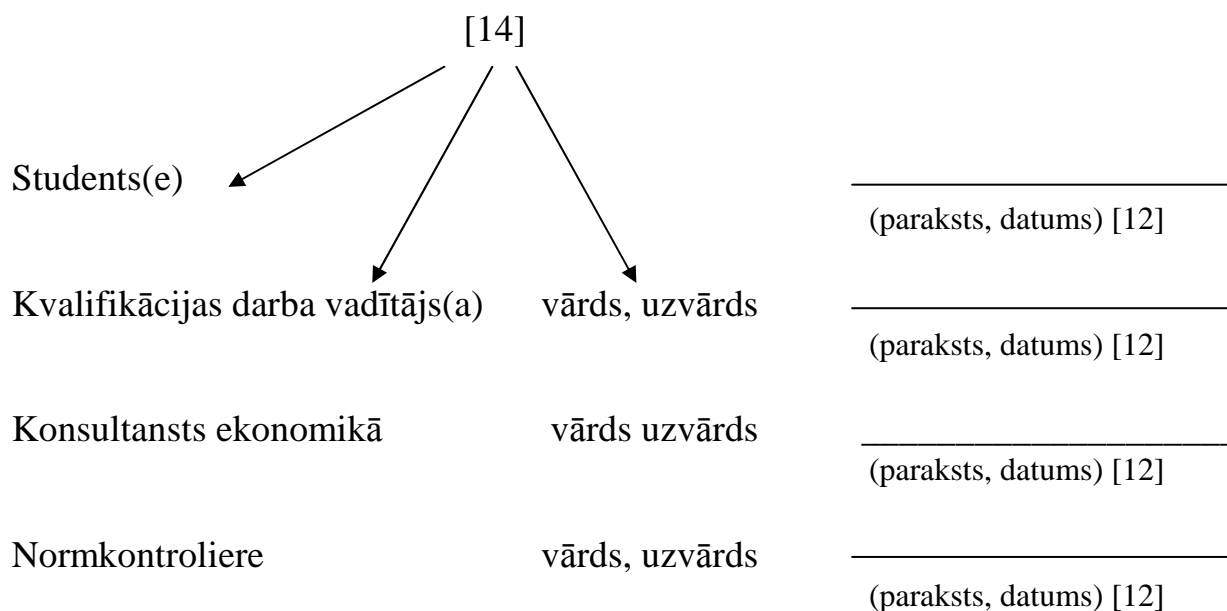 [14]
Students(e)
(paraksts, datums) [12]
Kvalifikācijas darba vadītājs(a) vārds, uzvārds
(paraksts, datums) [12]
Konsultansts ekonomikā vārds uzvārds ____________________
(paraksts, datums) [12]
Normkontroliere vārds, uzvārds
(paraksts, datums) [12]